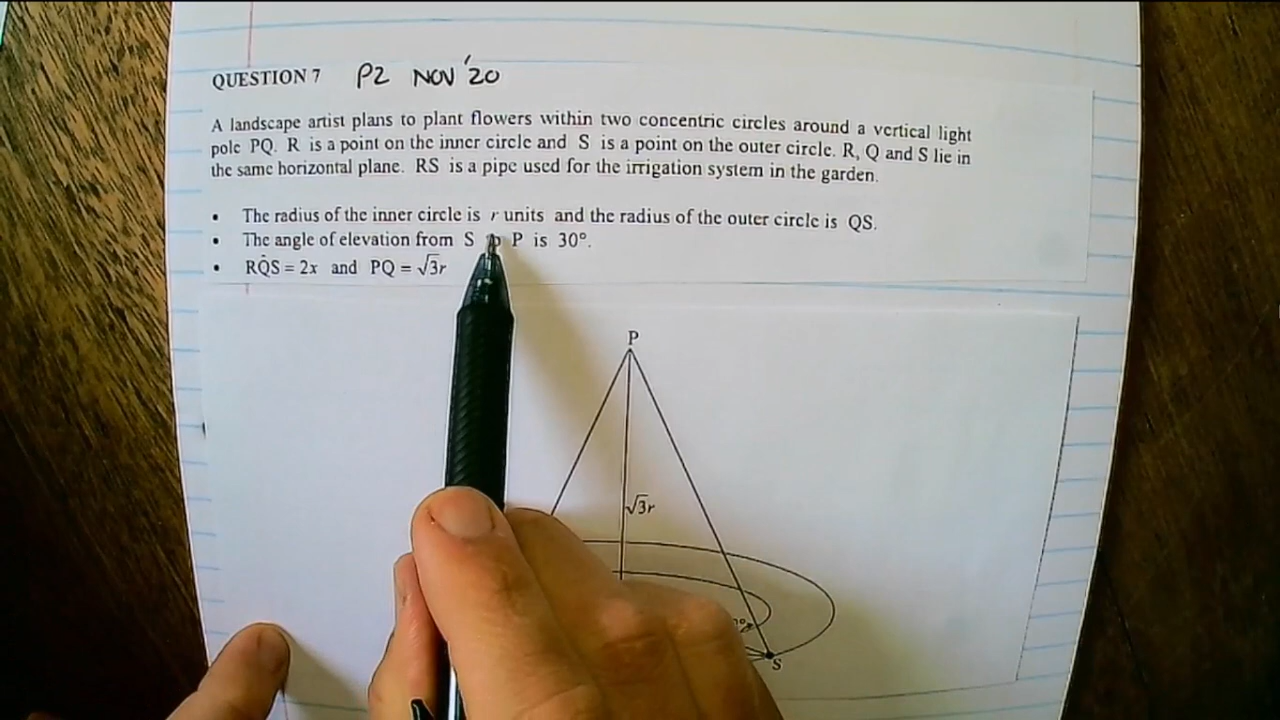 QUESTION 7 P2 NOV '20
A landscape artist plans to plant flowers within two concentric circles around a vertical light
pole PQ. R is a point on the inner circle and S is a point on the outer circle. R, Q and S lie in
the same horizontal plane. RS is a pipe used for the irrigation system in the garden.
• The radius of the inner circle is r units and the radius of the outer circle is QS.
• The angle of elevation from S P is 30°.
• RQ̂S = 2x and PQ = √3r
P
√3r
S